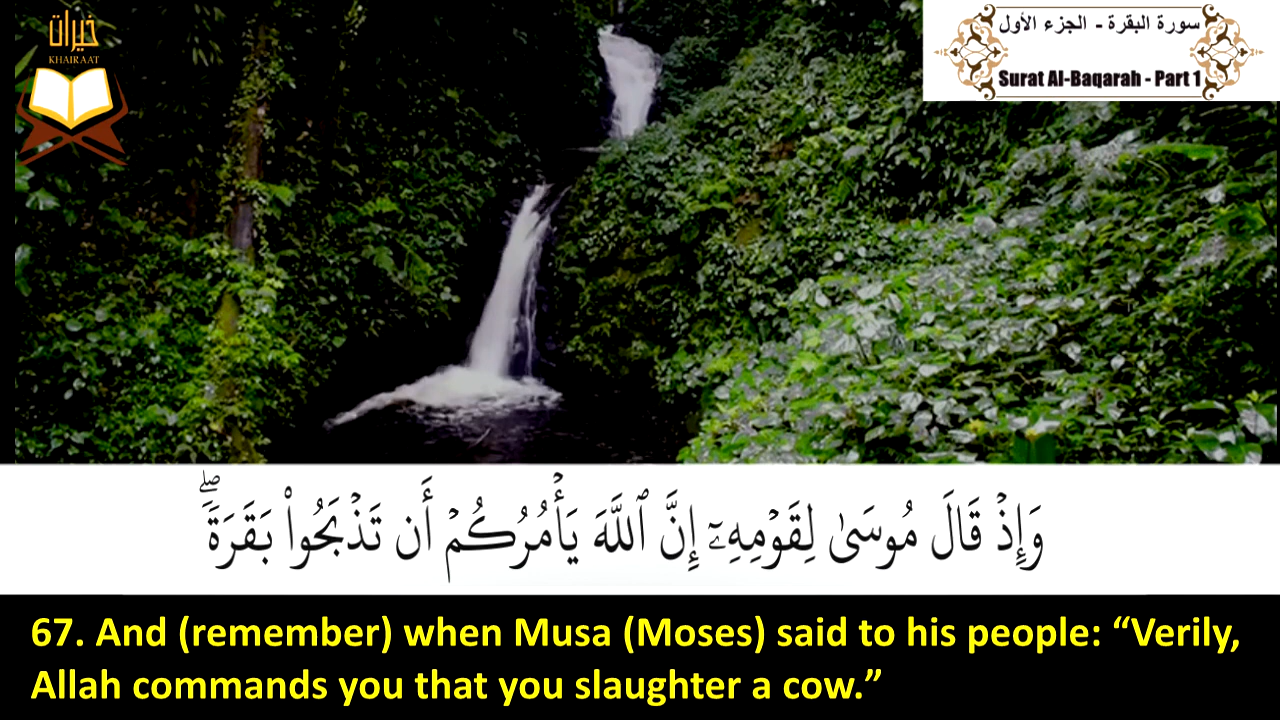 خيرات
KHAIRAAT
سورة البقرة - الجزء الأول
Surat Al-Baqarah - Part 1
وَإِذْ قَالَ مُوسَىٰ لِقَوْمِهِۦٓ إِنَّ ٱللَّهَ يَأْمُرُكُمْ أَن تَذْبَحُوا۟ بَقَرَةً ۖ
67. And (remember) when Musa (Moses) said to his people: “Verily,
Allah commands you that you slaughter a cow.”